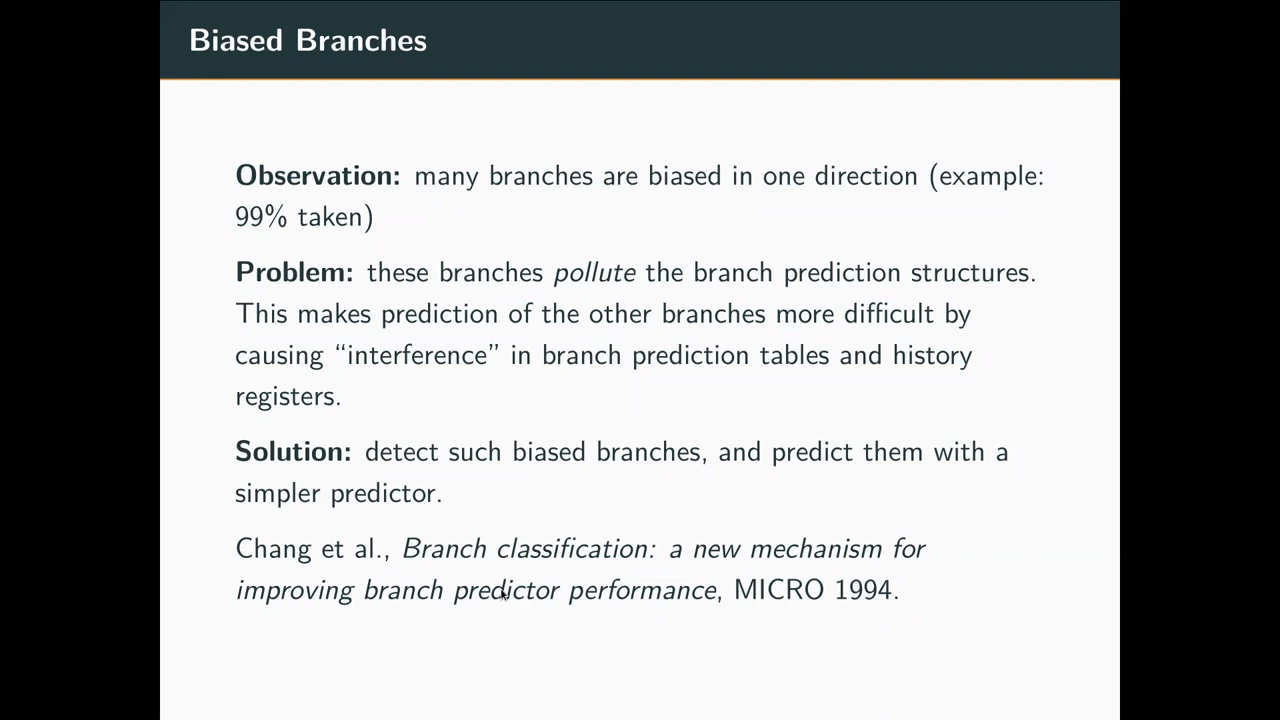 Biased Branches
Observation: many branches are biased in one direction (example:
99% taken)
Problem: these branches pollute the branch prediction structures.
This makes prediction of the other branches more difficult by
causing “interference” in branch prediction tables and history
registers.
Solution: detect such biased branches, and predict them with a
simpler predictor.
Chang et al., Branch classification: a new mechanism for
improving branch predictor performance, MICRO 1994.